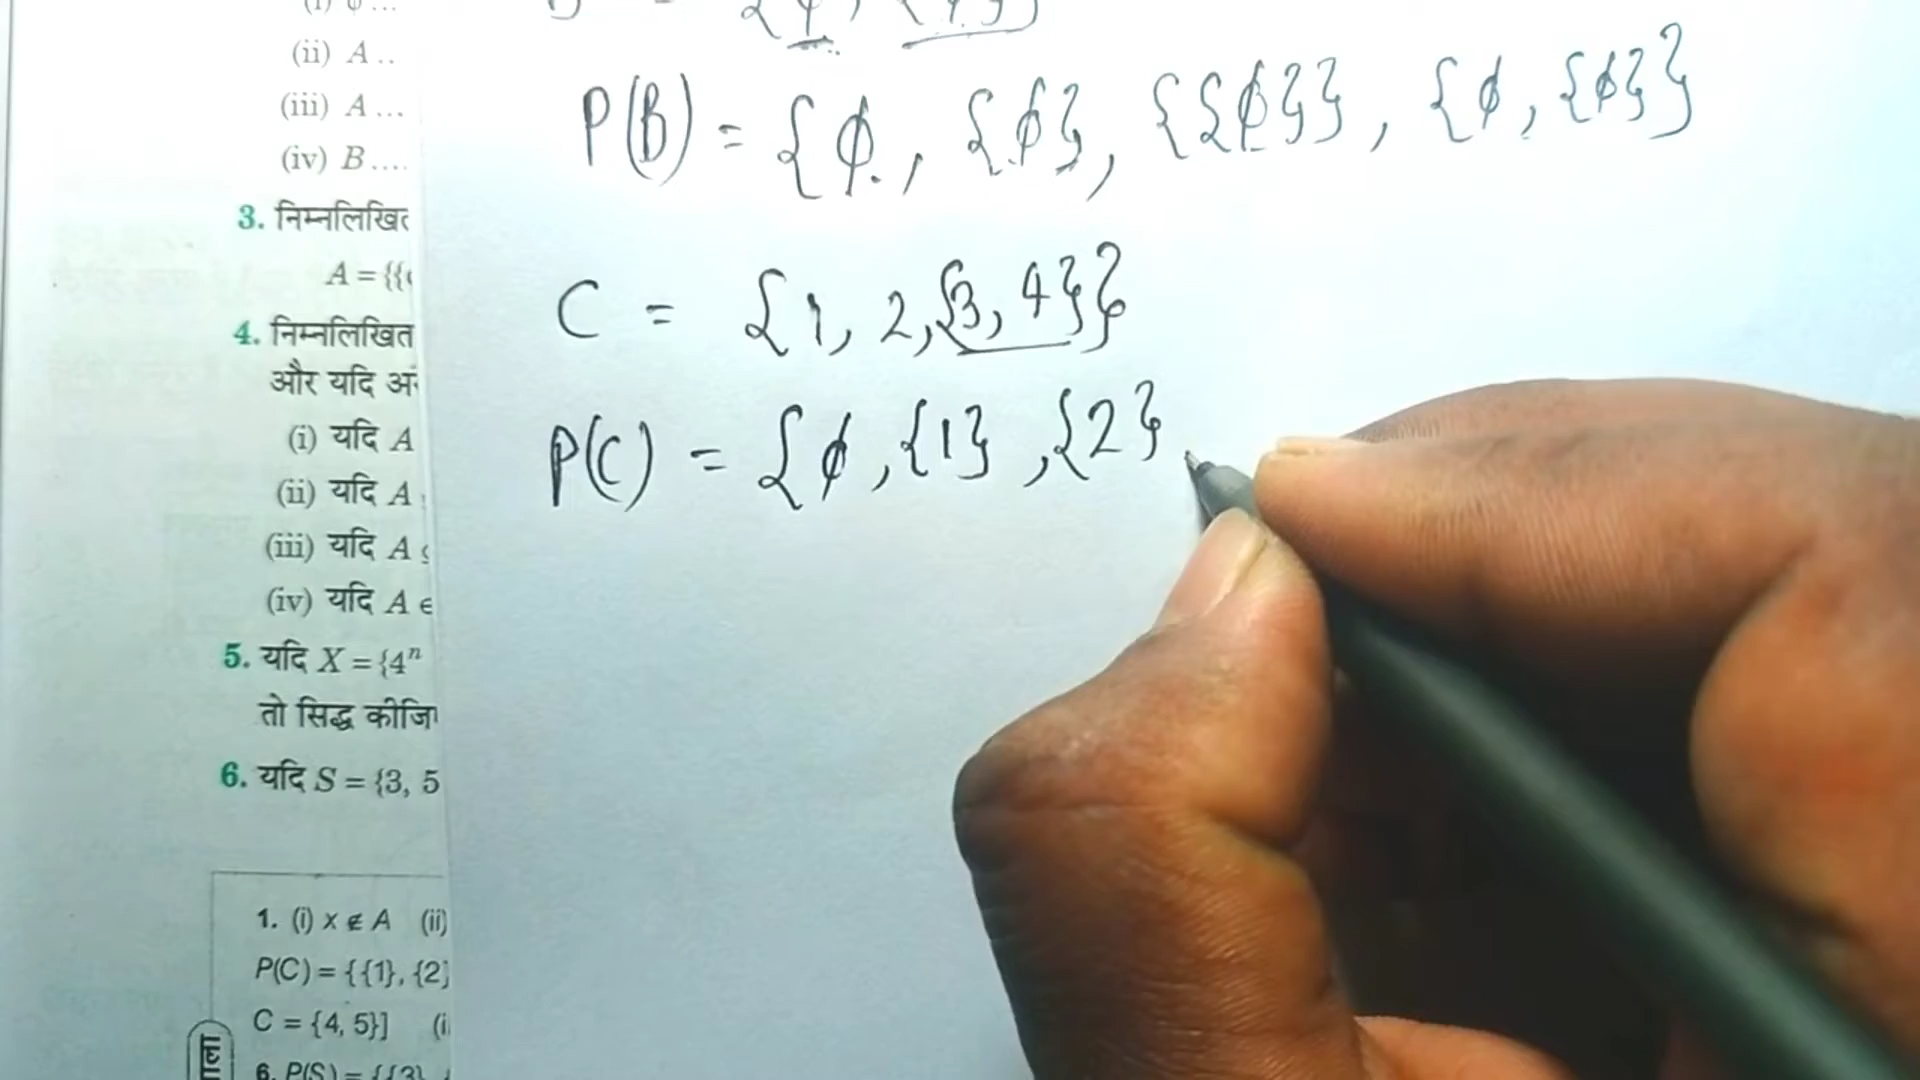 (i) ϕ ...
(ii) A ..
(iii) A ...
(iv) B ....
3. निम्नलिखित
A = {{
4. निम्नलिखित
और यदि
(i) यदि A
(ii) यदि A
(iii) यदि A
(iv) यदि A ∈
5. यदि X = {4ⁿ
तो सिद्ध कीजि
6. यदि S = {3, 5
1. (i) x ∉ A (ii)
P(C) = { {1}, {2}
C = {4, 5}] (i
6. P(S) = { {3},
P(B) = {ϕ, {ϕ}, {{ϕ}}, {ϕ, {ϕ}}
C = {1, 2, {3, 4}}
P(C) = {ϕ, {1}, {2}